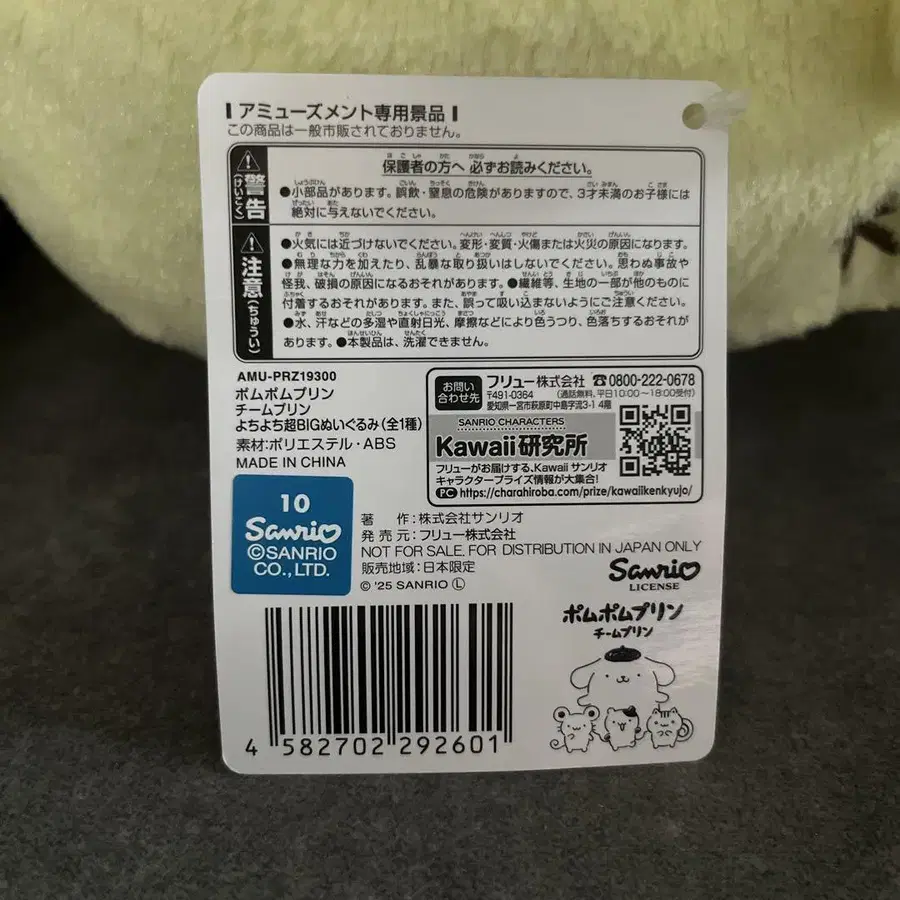 アミューズメント専用景品
この商品は一般市販されておりません。
警告
(けいこく)
保護者の方へ 必ずお読みください。
●小部品があります。誤飲・窒息の危険がありますので、3才未満のお子様には
絶対に与えないでください。
注意
(ちゅうい)
●火気には近づけないでください。変形・変質・火傷または火災の原因になります。
●無理な力を加えたり、乱暴な取り扱いはしないでください。思わぬ事故や
怪我、破損の原因になるおそれがあります。●繊維等、生地の一部が他のものに
付着するおそれがあります。また、誤って吸い込まないようにご注意ください。
●水、汗などの多湿や直射日光、摩擦などにより色うつり、色落ちするおそれが
あります。●本製品は、洗濯できません。
AMU-PRZ19300
ポムポムプリン
チームプリン
よちよち超BIGぬいぐるみ(全1種)
素材:ポリエステル・ABS
MADE IN CHINA
お問い
合わせ先
フリュー株式会社 ☎0800-222-0678
〒491-0364 (通話無料、平日10:00~18:00受付)
愛知県一宮市萩原町中島字流3-1 4階
SANRIO CHARACTERS
Kawaii研究所
フリューがお届けする、Kawaii サンリオ
キャラクタープライズ情報が大集合!
PC https://charahiroba.com/prize/kawaiikenkyujo/
10
Sanrio
©SANRIO
CO.,LTD.
著 作:株式会社サンリオ
発 売 元:フリュー株式会社
NOT FOR SALE. FOR DISTRIBUTION IN JAPAN ONLY
販売地域:日本限定
© '25 SANRIO Ⓛ
Sanrio
LICENSE
ポムポムプリン
チームプリン
4 582702 292601